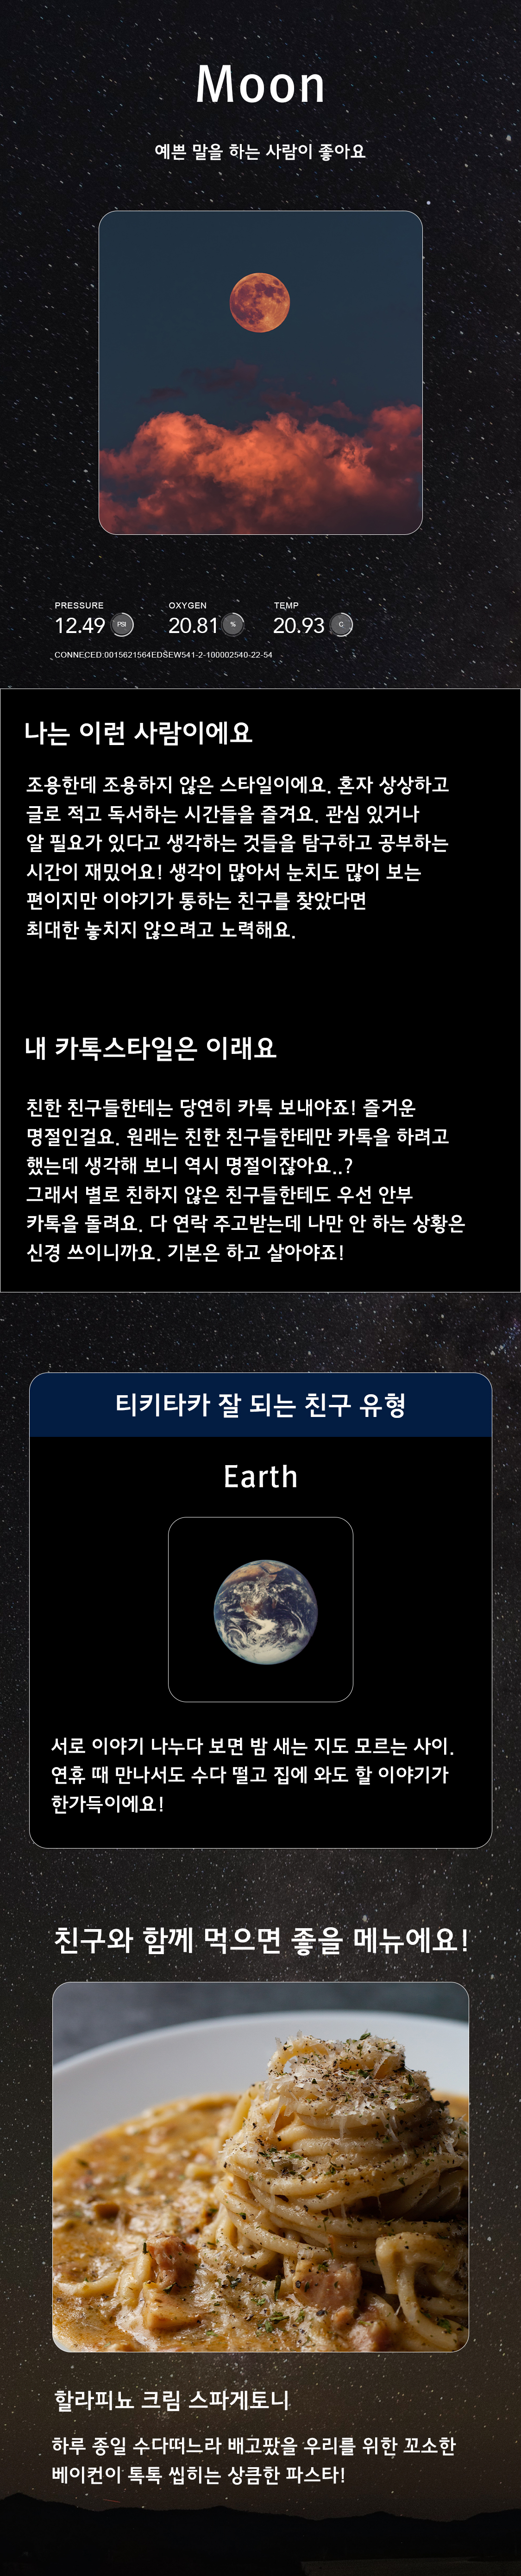 Moon
예쁜 말을 하는 사람이 좋아요
PRESSURE OXYGEN TEMP
12.49 PSI 20.81 % 20.93 C
CONNECED:0015621564EDSEW541-2-100002540-22-54
나는 이런 사람이에요
조용한데 조용하지 않은 스타일이에요. 혼자 상상하고
글로 적고 독서하는 시간들을 즐겨요. 관심 있거나
알 필요가 있다고 생각하는 것들을 탐구하고 공부하는
시간이 재밌어요! 생각이 많아서 눈치도 많이 보는
편이지만 이야기가 통하는 친구를 찾았다면
최대한 놓치지 않으려고 노력해요.
내 카톡스타일은 이래요
친한 친구들한테는 당연히 카톡 보내야죠! 즐거운
명절인걸요. 원래는 친한 친구들한테만 카톡을 하려고
했는데 생각해 보니 역시 명절이잖아요..?
그래서 별로 친하지 않은 친구들한테도 우선 안부
카톡을 돌려요. 다 연락 주고받는데 나만 안 하는 상황은
신경 쓰이니까요. 기본은 하고 살아야죠!
티키타카 잘 되는 친구 유형
Earth
서로 이야기 나누다 보면 밤 새는 지도 모르는 사이.
연휴 때 만나서도 수다 떨고 집에 와도 할 이야기가
한가득이에요!
친구와 함께 먹으면 좋을 메뉴에요!
할라피뇨 크림 스파게토니
하루 종일 수다떠느라 배고팠을 우리를 위한 꼬소한
베이컨이 톡톡 씹히는 상큼한 파스타!